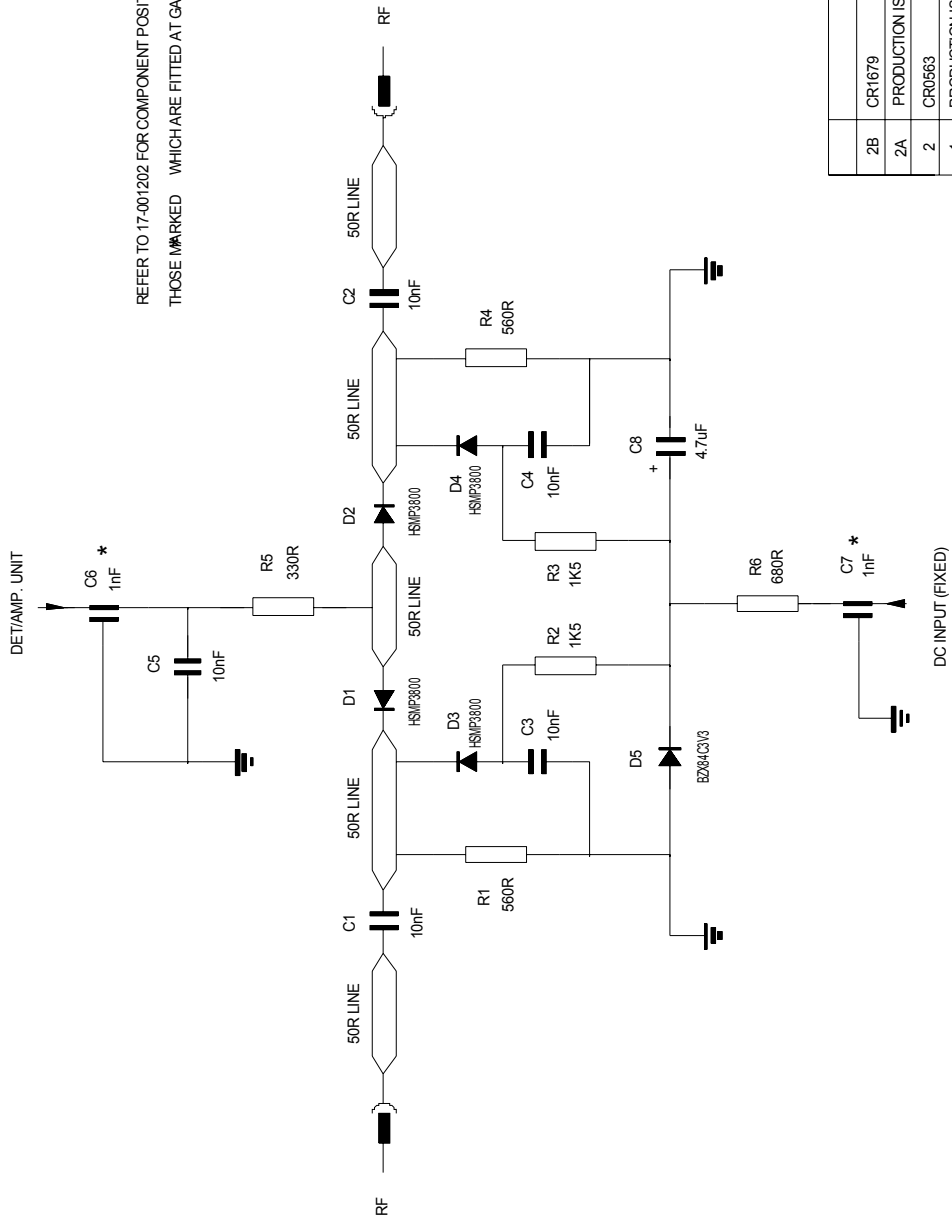 REFER TO 17-001202 FOR COMPONENT POSIT
THOSE MARKED WHICH ARE FITTED AT GA
DET/AMP. UNIT
C6
*
1nF
C5
10nF
R5
330R
RF
50R LINE
C1
10nF
50R LINE
D1
HSMP3800
50R LINE
D2
HSMP3800
50R LINE
C2
10nF
50R LINE
RF
R1
560R
D3
HSMP3800
C3
10nF
R2
1K5
R3
1K5
D4
HSMP3800
C4
10nF
R4
560R
D5
BZX84C3V3
+
C8
4.7uF
R6
680R
C7
*
1nF
DC INPUT (FIXED)
2B CR1679
2A PRODUCTION IS
2 CR0563